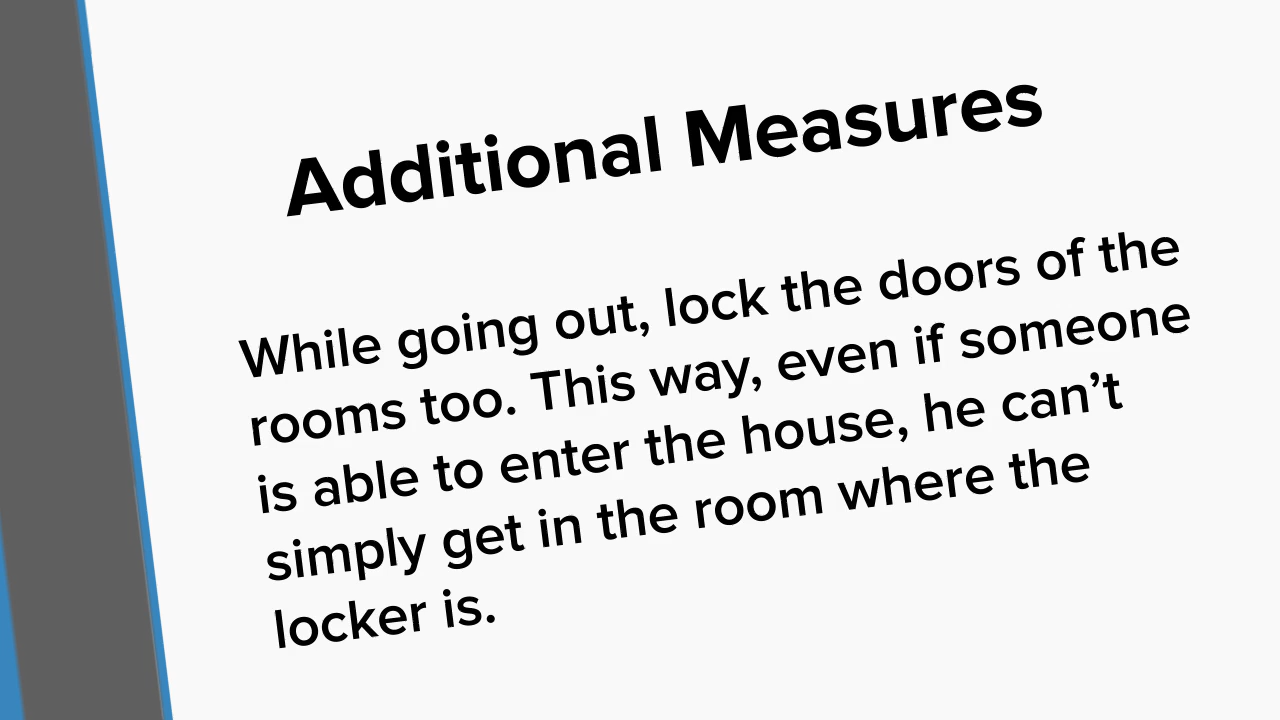 Additional Measures
While going out, lock the doors of the
rooms too. This way, even if someone
is able to enter the house, he can’t
simply get in the room where the
locker is.